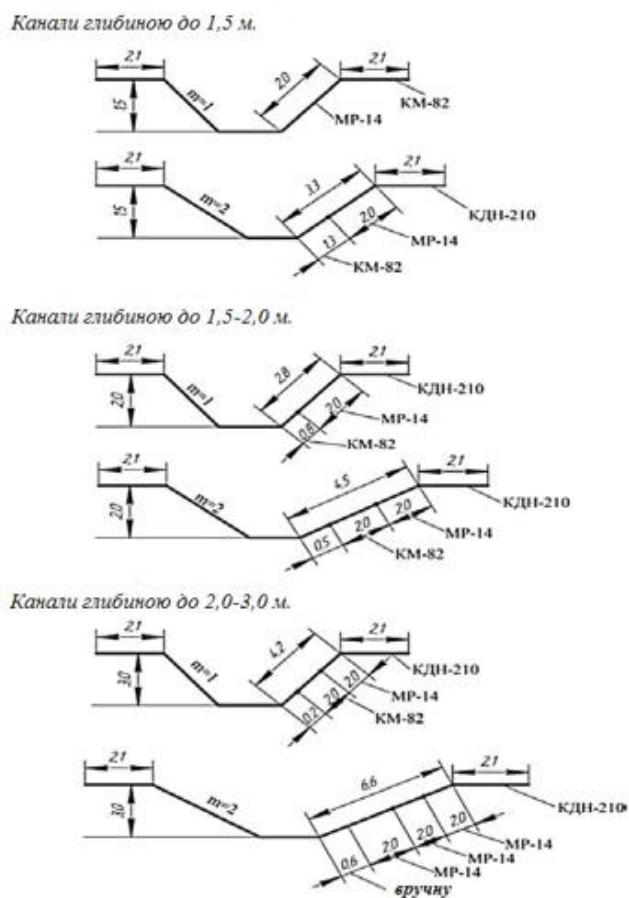 Канали глибиною до 1,5 м.
2,1
2,0
2,1
1,5
m=1
КМ-82
МР-14
2,1
3,3
2,1
1,5
m=2
2,0
1,3
КДН-210
МР-14
КМ-82
Канали глибиною до 1,5-2,0 м.
2,1
2,8
2,1
2,0
m=1
2,0
0,8
КДН-210
МР-14
КМ-82
2,1
4,5
2,1
2,0
m=2
0,5
2,0
2,0
КДН-210
МР-14
КМ-82
Канали глибиною до 2,0-3,0 м.
2,1
4,2
2,1
3,0
m=1
0,2
2,0
2,0
КДН-210
МР-14
КМ-82
2,1
6,6
2,1
3,0
m=2
КДН-210
0,6
2,0
2,0
2,0
МР-14
МР-14
МР-14
вручну